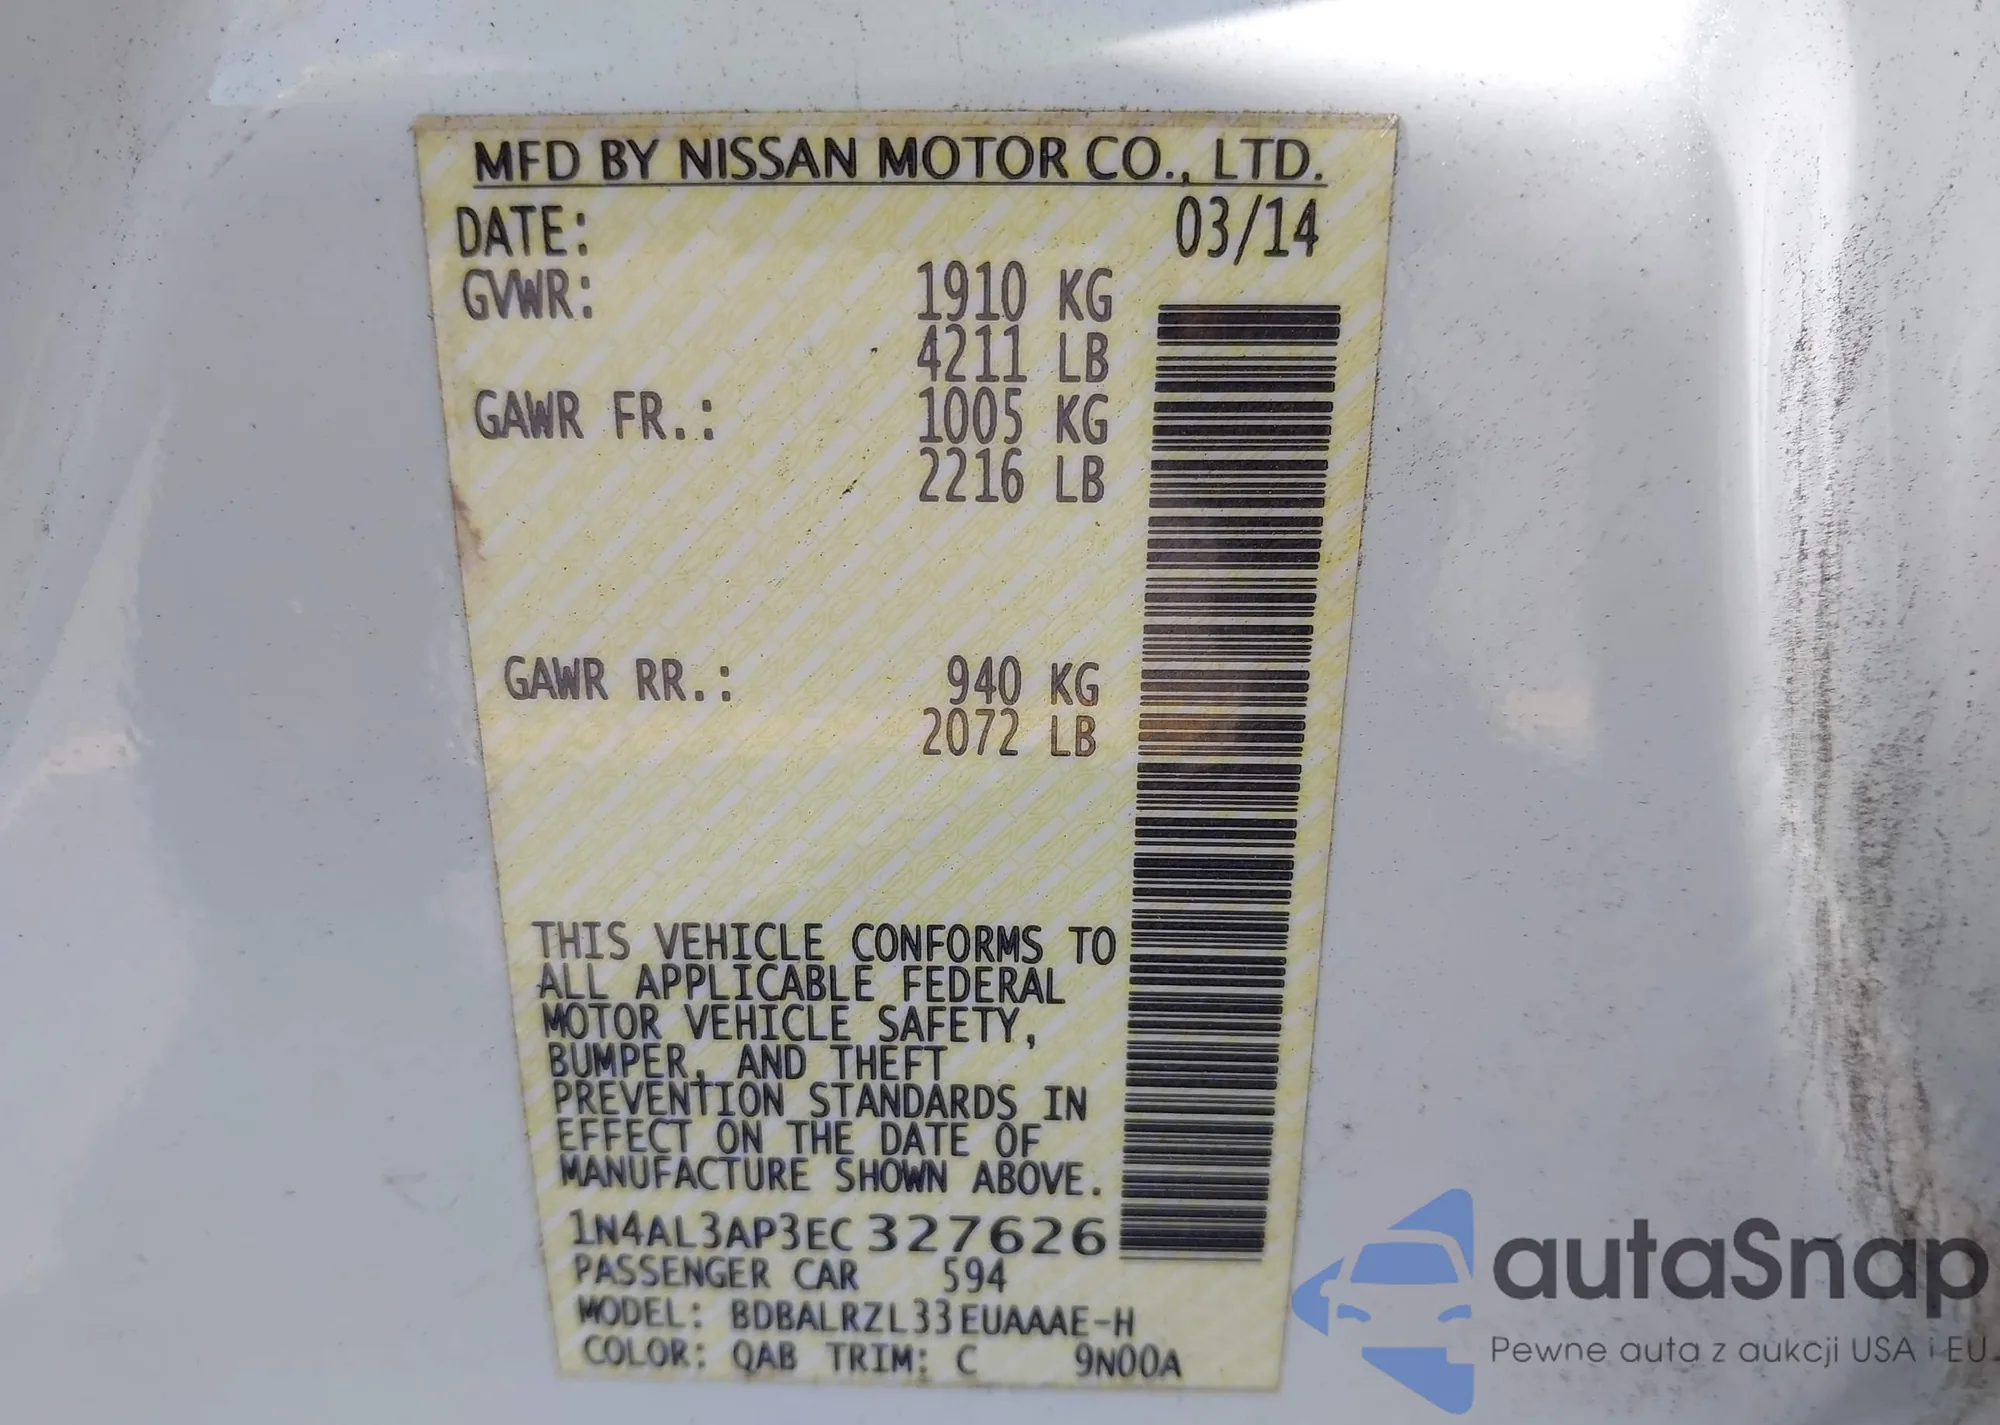 MFD BY NISSAN MOTOR CO., LTD.
DATE: 03/14
GVWR: 1910 KG
4211 LB
GAWR FR.: 1005 KG
2216 LB
GAWR RR.: 940 KG
2072 LB
THIS VEHICLE CONFORMS TO
ALL APPLICABLE FEDERAL
MOTOR VEHICLE SAFETY,
BUMPER, AND THEFT
PREVENTION STANDARDS IN
EFFECT ON THE DATE OF
MANUFACTURE SHOWN ABOVE.
1N4AL3AP3EC327626
PASSENGER CAR 594
MODEL: BDBALRZL33EUAAAE-H
COLOR: QAB TRIM: C 9N00A
autaSnap
Pewne auta z aukcji USA i EU